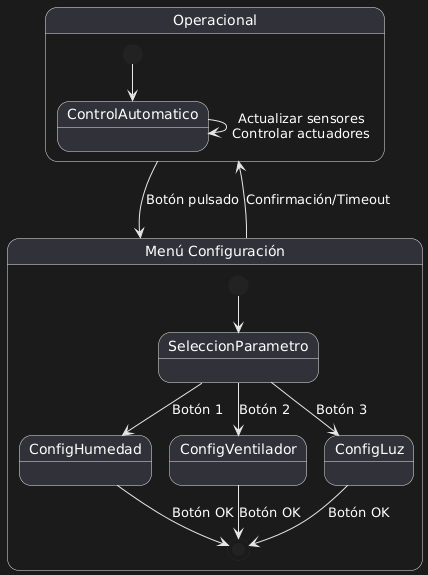 Operacional
ControlAutomatico
Actualizar sensores
Controlar actuadores
Botón pulsado
Confirmación/Timeout
Menú Configuración
SeleccionParametro
Botón 1
Botón 2
Botón 3
ConfigHumedad
ConfigVentilador
ConfigLuz
Botón OK
Botón OK
Botón OK